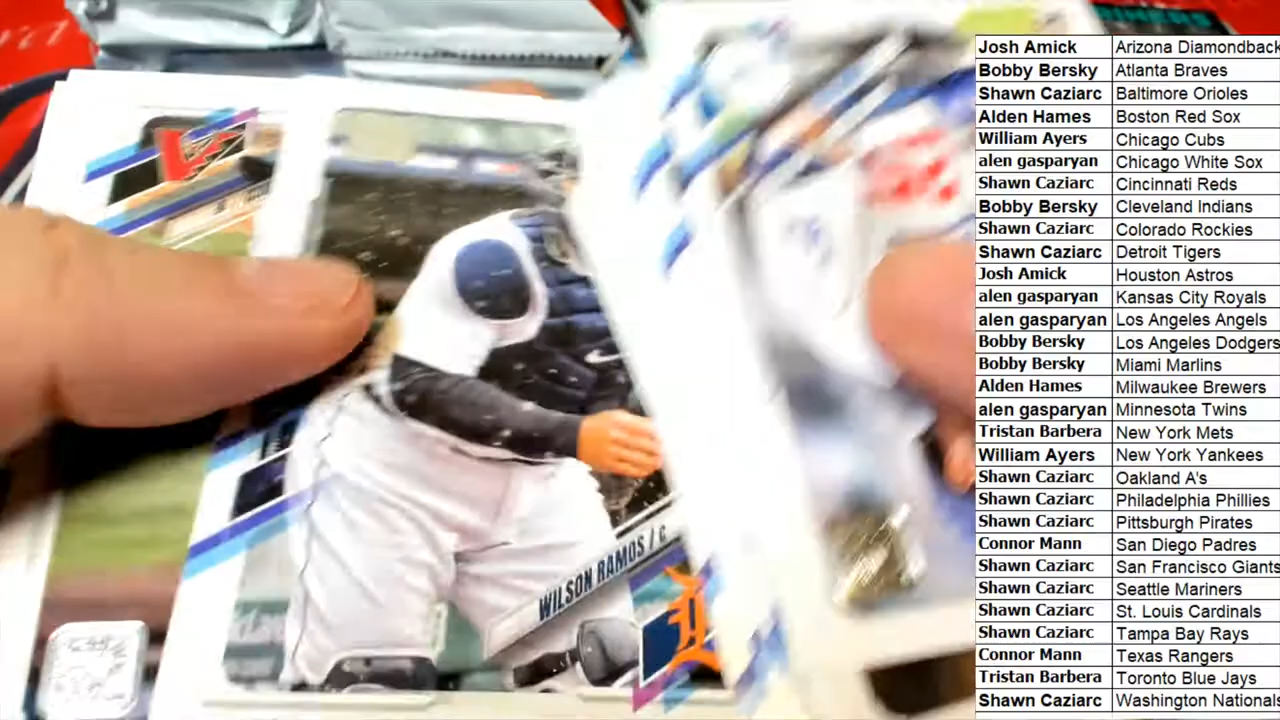 Josh Amick Arizona Diamondback
Bobby Bersky Atlanta Braves
Shawn Caziarc Baltimore Orioles
Alden Hames Boston Red Sox
William Ayers Chicago Cubs
alen gasparyan Chicago White Sox
Shawn Caziarc Cincinnati Reds
Bobby Bersky Cleveland Indians
Shawn Caziarc Colorado Rockies
Shawn Caziarc Detroit Tigers
Josh Amick Houston Astros
alen gasparyan Kansas City Royals
alen gasparyan Los Angeles Angels
Bobby Bersky Los Angeles Dodgers
Bobby Bersky Miami Marlins
Alden Hames Milwaukee Brewers
alen gasparyan Minnesota Twins
Tristan Barbera New York Mets
William Ayers New York Yankees
Shawn Caziarc Oakland A's
Shawn Caziarc Philadelphia Phillies
Shawn Caziarc Pittsburgh Pirates
Connor Mann San Diego Padres
Shawn Caziarc San Francisco Giants
Shawn Caziarc Seattle Mariners
Shawn Caziarc St. Louis Cardinals
Shawn Caziarc Tampa Bay Rays
Connor Mann Texas Rangers
Tristan Barbera Toronto Blue Jays
Shawn Caziarc Washington Nationals
WILSON RAMOS / C
D